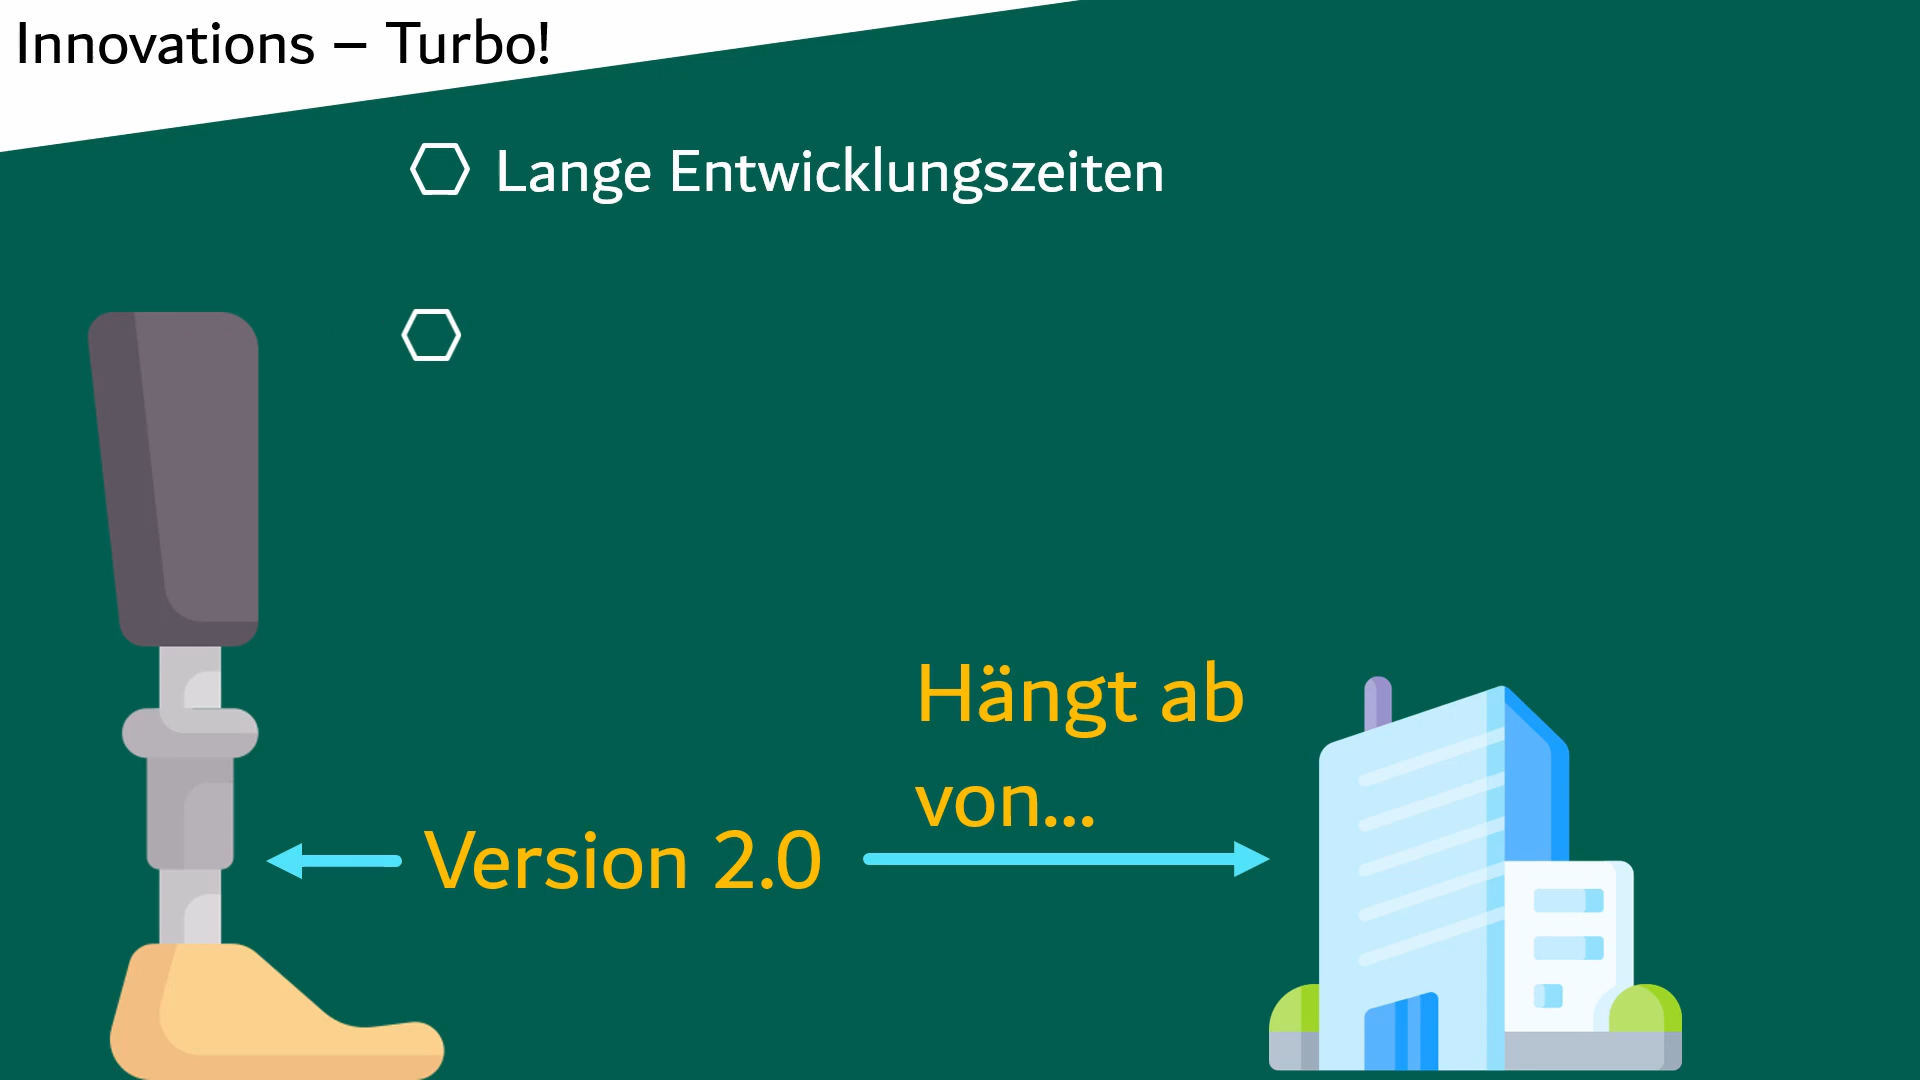 Innovations – Turbo!
Lange Entwicklungszeiten
Hängt ab
von...
Version 2.0